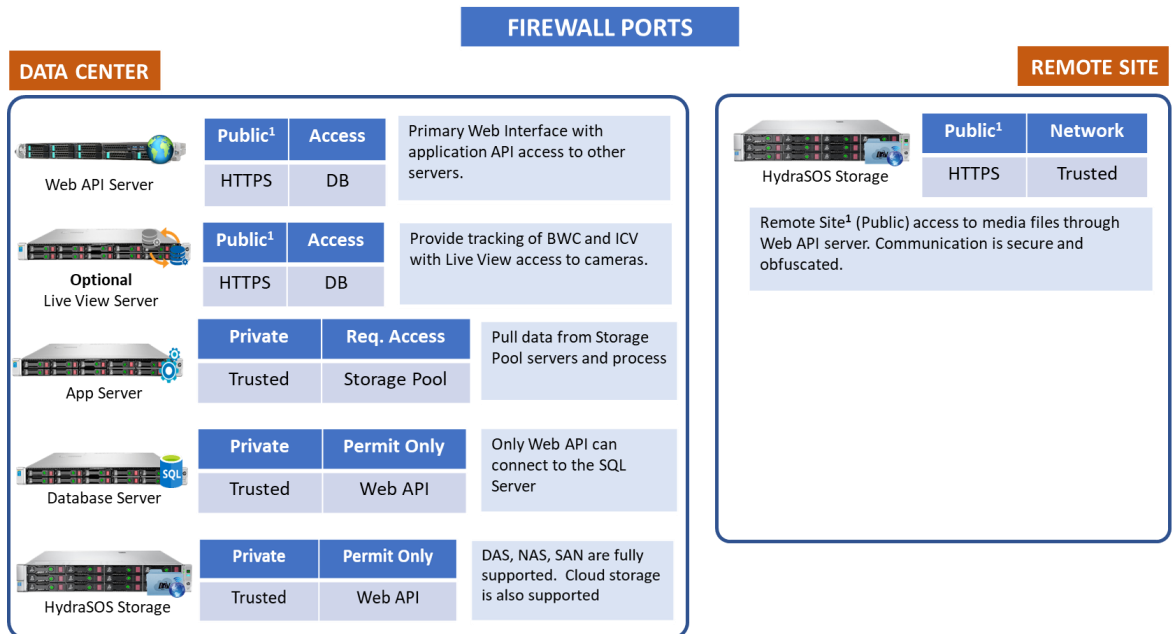 FIREWALL PORTS
DATA CENTER
REMOTE SITE
Web API Server
Public¹ Access
HTTPS DB
Primary Web Interface with
application API access to other
servers.
Optional
Live View Server
Public¹ Access
HTTPS DB
Provide tracking of BWC and ICV
with Live View access to cameras.
App Server
Private Req. Access
Trusted Storage Pool
Pull data from Storage
Pool servers and process
SQL
Database Server
Private Permit Only
Trusted Web API
Only Web API can
connect to the SQL
Server
HydraSOS Storage
Private Permit Only
Trusted Web API
DAS, NAS, SAN are fully
supported.  Cloud storage
is also supported
HydraSOS Storage
Public¹ Network
HTTPS Trusted
Remote Site¹ (Public) access to media files through
Web API server. Communication is secure and
obfuscated.